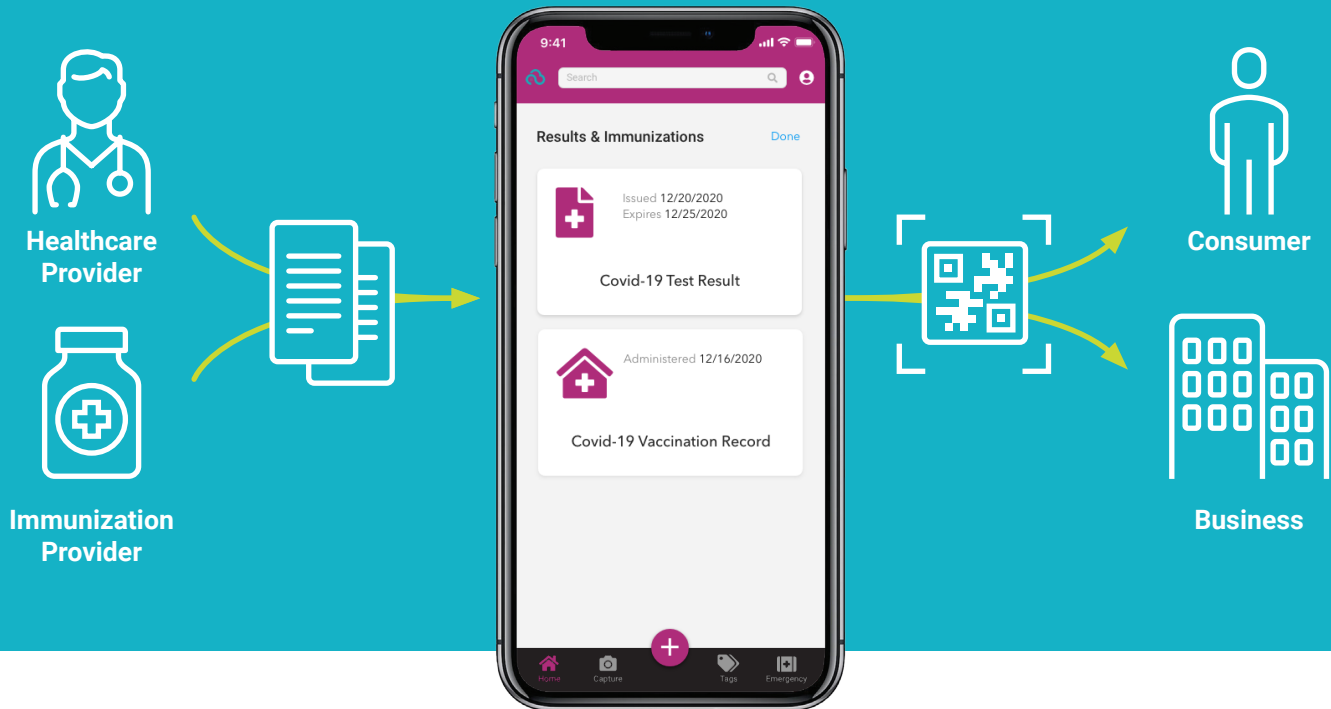 Healthcare
Provider
Immunization
Provider
9:41
Search
Results & Immunizations
Done
Issued 12/20/2020
Expires 12/25/2020
Covid-19 Test Result
Administered 12/16/2020
Covid-19 Vaccination Record
Home
Capture
Tags
Emergency
Consumer
Business